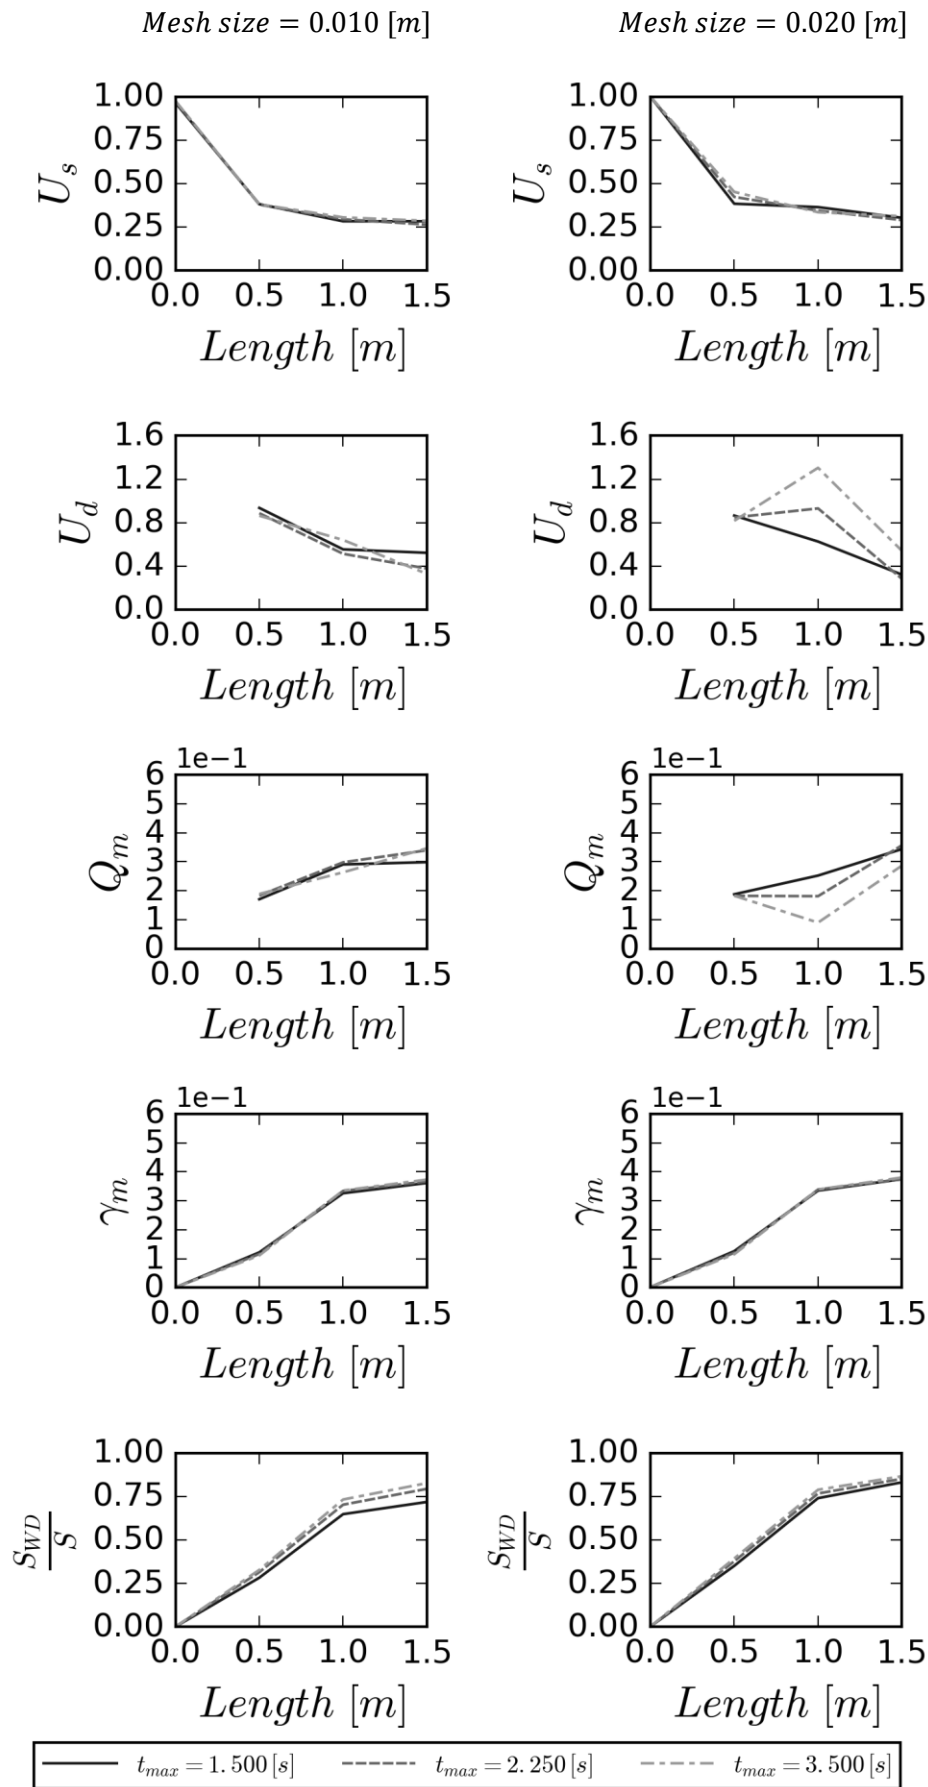 Mesh size = 0.010 [m]
Mesh size = 0.020 [m]
1.00
0.75
0.50
0.25
0.00
U_s
0.0 0.5 1.0 1.5
Length [m]
1.00
0.75
0.50
0.25
0.00
U_s
0.0 0.5 1.0 1.5
Length [m]
1.6
1.2
0.8
0.4
0.0
U_d
0.0 0.5 1.0 1.5
Length [m]
1.6
1.2
0.8
0.4
0.0
U_d
0.0 0.5 1.0 1.5
Length [m]
1e−1
6
5
4
3
2
1
0
Q_m
0.0 0.5 1.0 1.5
Length [m]
1e−1
6
5
4
3
2
1
0
Q_m
0.0 0.5 1.0 1.5
Length [m]
1e−1
6
5
4
3
2
1
0
γ_m
0.0 0.5 1.0 1.5
Length [m]
1e−1
6
5
4
3
2
1
0
γ_m
0.0 0.5 1.0 1.5
Length [m]
1.00
0.75
0.50
0.25
0.00
S_WD
S
0.0 0.5 1.0 1.5
Length [m]
1.00
0.75
0.50
0.25
0.00
S_WD
S
0.0 0.5 1.0 1.5
Length [m]
t_max = 1.500 [s] t_max = 2.250 [s] t_max = 3.500 [s]